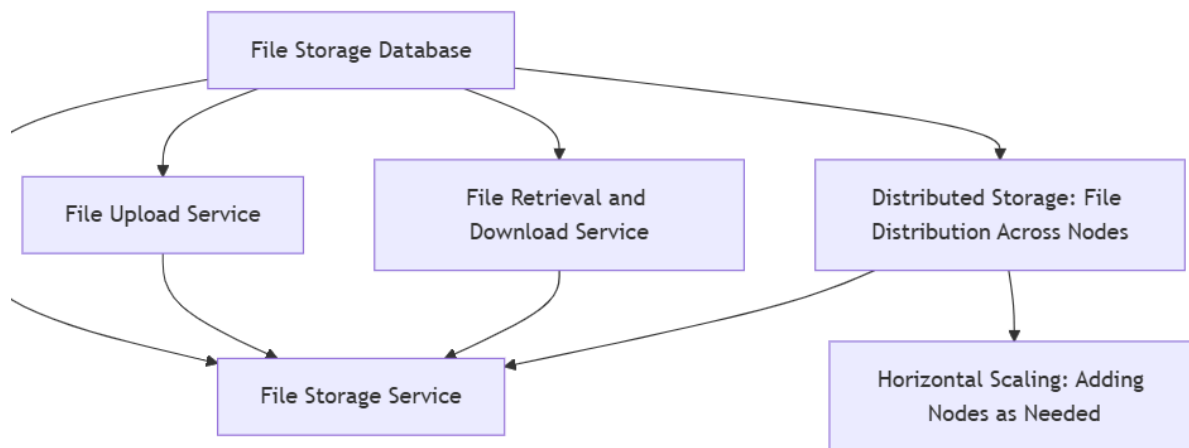 File Storage Database
File Upload Service
File Retrieval and
Download Service
Distributed Storage: File
Distribution Across Nodes
File Storage Service
Horizontal Scaling: Adding
Nodes as Needed